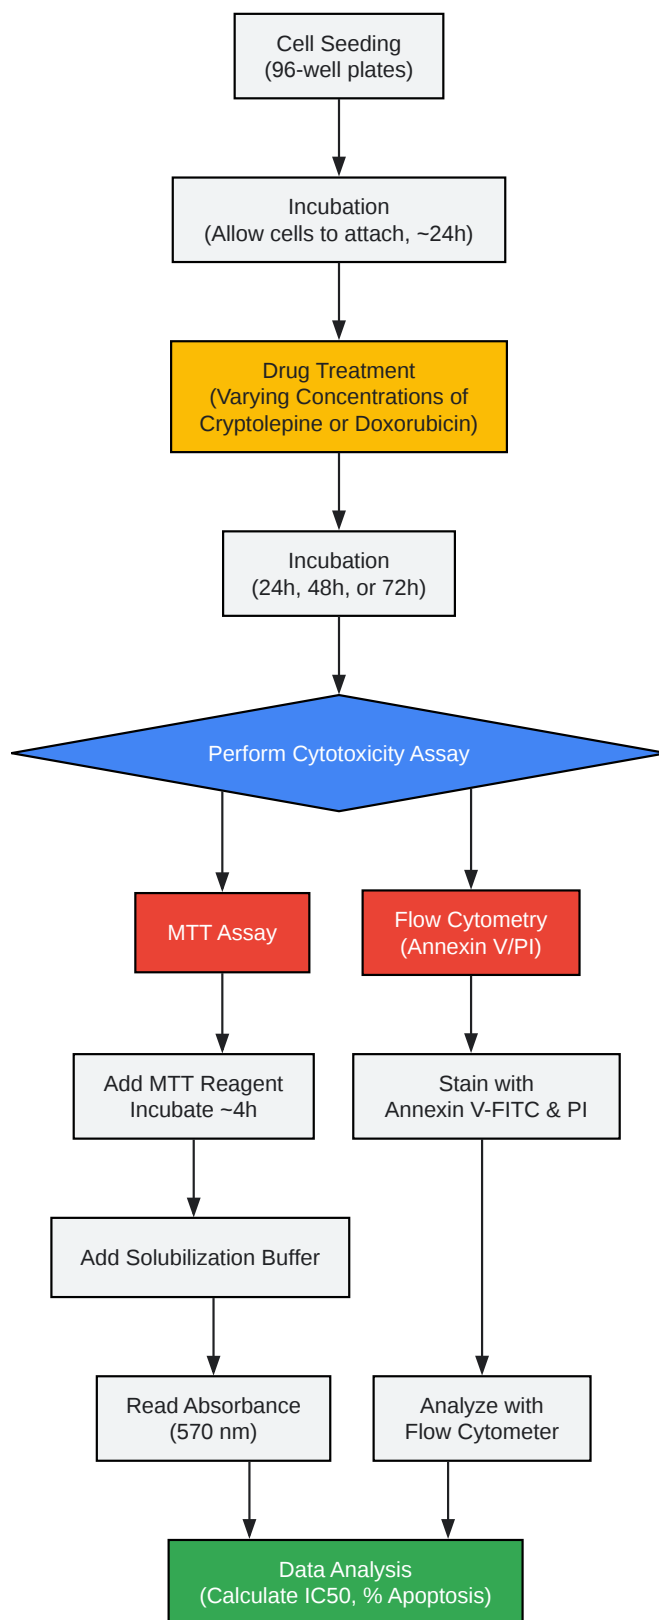 Cell Seeding
(96-well plates)
Incubation
(Allow cells to attach, ~24h)
Drug Treatment
(Varying Concentrations of
Cryptolepine or Doxorubicin)
Incubation
(24h, 48h, or 72h)
Perform Cytotoxicity Assay
MTT Assay
Flow Cytometry
(Annexin V/PI)
Add MTT Reagent
Incubate ~4h
Stain with
Annexin V-FITC & PI
Add Solubilization Buffer
Read Absorbance
(570 nm)
Analyze with
Flow Cytometer
Data Analysis
(Calculate IC50, % Apoptosis)